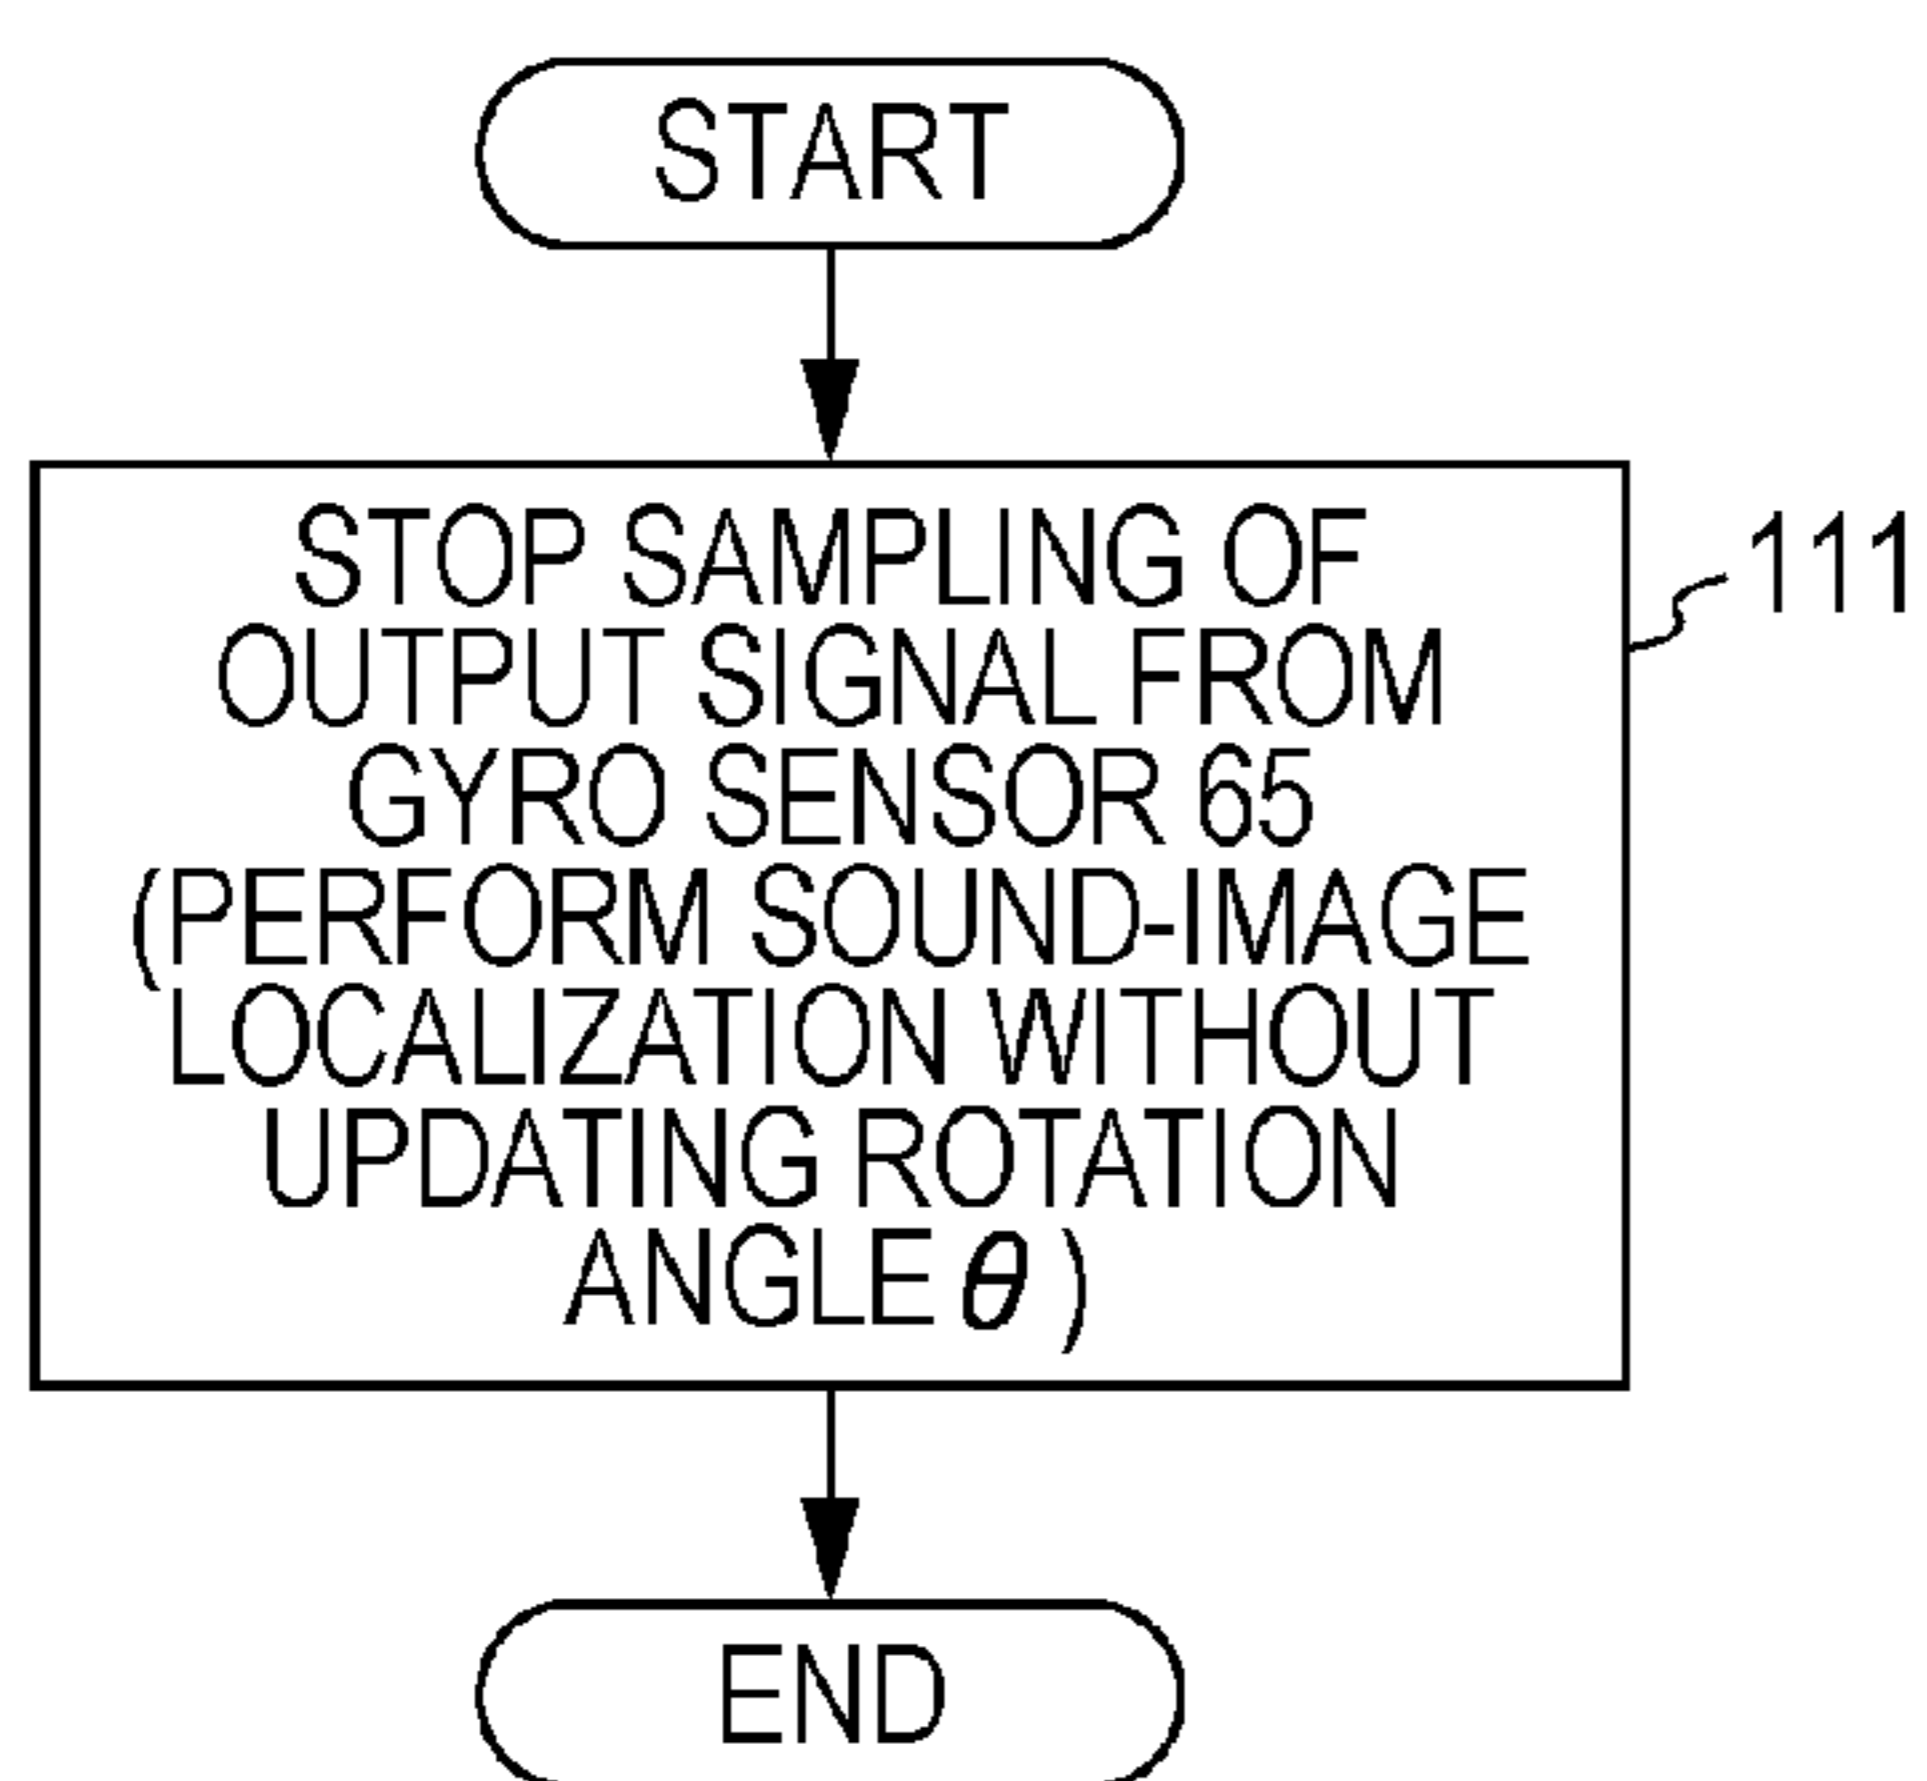 START
STOP SAMPLING OF
OUTPUT SIGNAL FROM
GYRO SENSOR 65
(PERFORM SOUND-IMAGE
LOCALIZATION WITHOUT
UPDATING ROTATION
ANGLE θ)
111
END